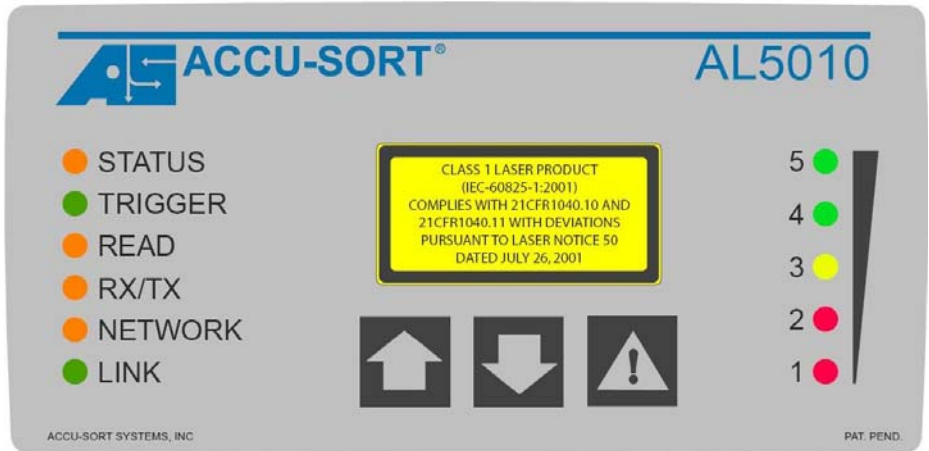 ACCU-SORT®
AL5010
STATUS
TRIGGER
READ
RX/TX
NETWORK
LINK
CLASS 1 LASER PRODUCT
(IEC-60825-1:2001)
COMPLIES WITH 21CFR1040.10 AND
21CFR1040.11 WITH DEVIATIONS
PURSUANT TO LASER NOTICE 50
DATED JULY 26, 2001
!
5
4
3
2
1
ACCU-SORT SYSTEMS, INC
PAT. PEND.